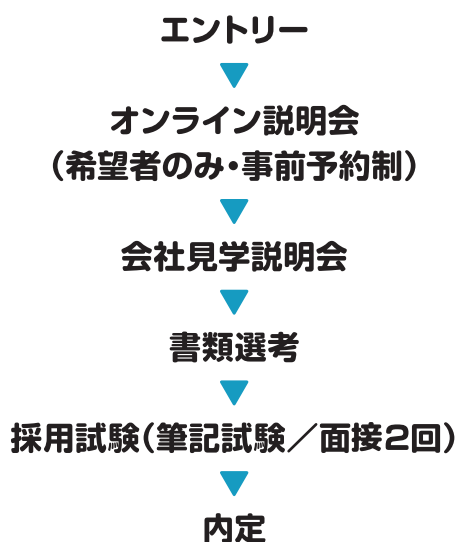 エントリー
オンライン説明会
（希望者のみ・事前予約制）
会社見学説明会
書類選考
採用試験（筆記試験／面接2回）
内定